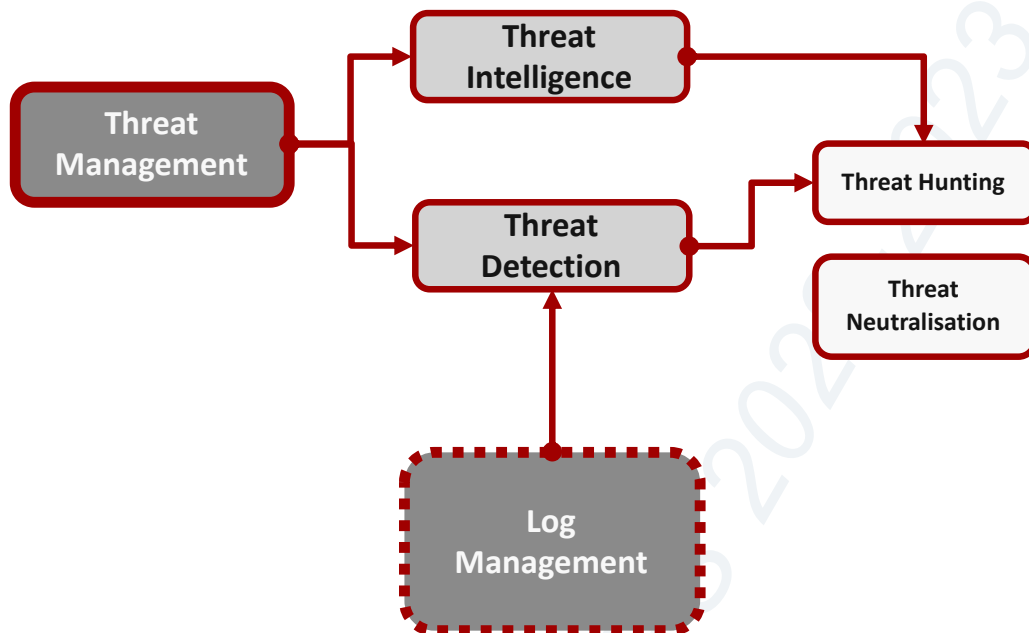 Threat
Intelligence
Threat
Management
Threat Hunting
Threat
Detection
Threat
Neutralisation
Log
Management